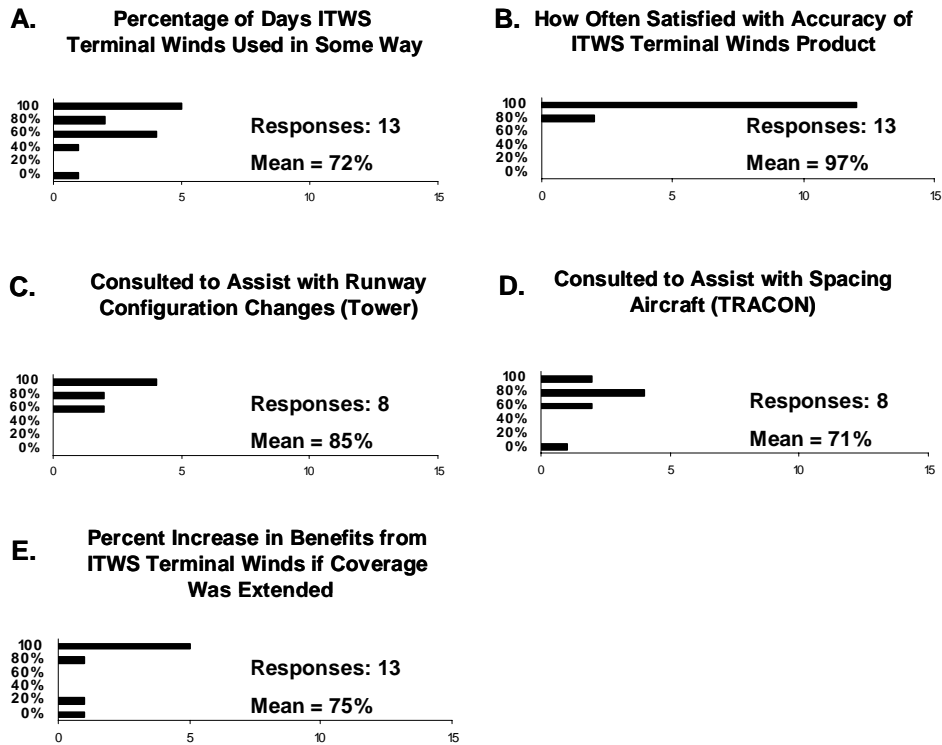 A.
Percentage of Days ITWS
Terminal Winds Used in Some Way
100
80%
60%
40%
20%
0%
Responses: 13
Mean = 72%
0 5 10 15
B.
How Often Satisfied with Accuracy of
ITWS Terminal Winds Product
100
80%
60%
40%
20%
0%
Responses: 13
Mean = 97%
0 5 10 15
C.
Consulted to Assist with Runway
Configuration Changes (Tower)
100
80%
60%
40%
20%
0%
Responses: 8
Mean = 85%
0 5 10 15
D.
Consulted to Assist with Spacing
Aircraft (TRACON)
100
80%
60%
40%
20%
0%
Responses: 8
Mean = 71%
0 5 10 15
E.
Percent Increase in Benefits from
ITWS Terminal Winds if Coverage
Was Extended
100
80%
60%
40%
20%
0%
Responses: 13
Mean = 75%
0 5 10 15